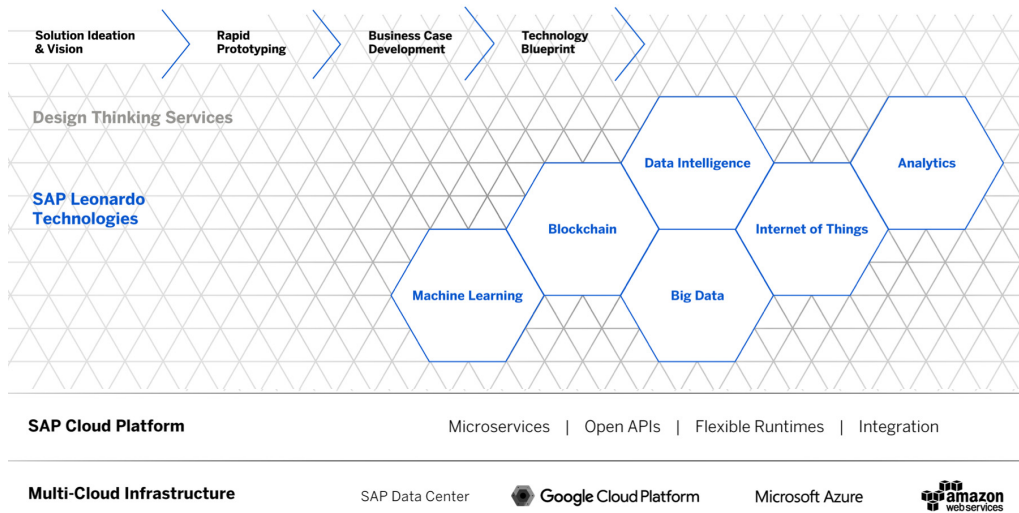 Solution Ideation
& Vision
Rapid
Prototyping
Business Case
Development
Technology
Blueprint
Design Thinking Services
SAP Leonardo
Technologies
Data Intelligence
Analytics
Blockchain
Internet of Things
Machine Learning
Big Data
SAP Cloud Platform
Microservices | Open APIs | Flexible Runtimes | Integration
Multi-Cloud Infrastructure
SAP Data Center
Google Cloud Platform
Microsoft Azure
amazon
web services